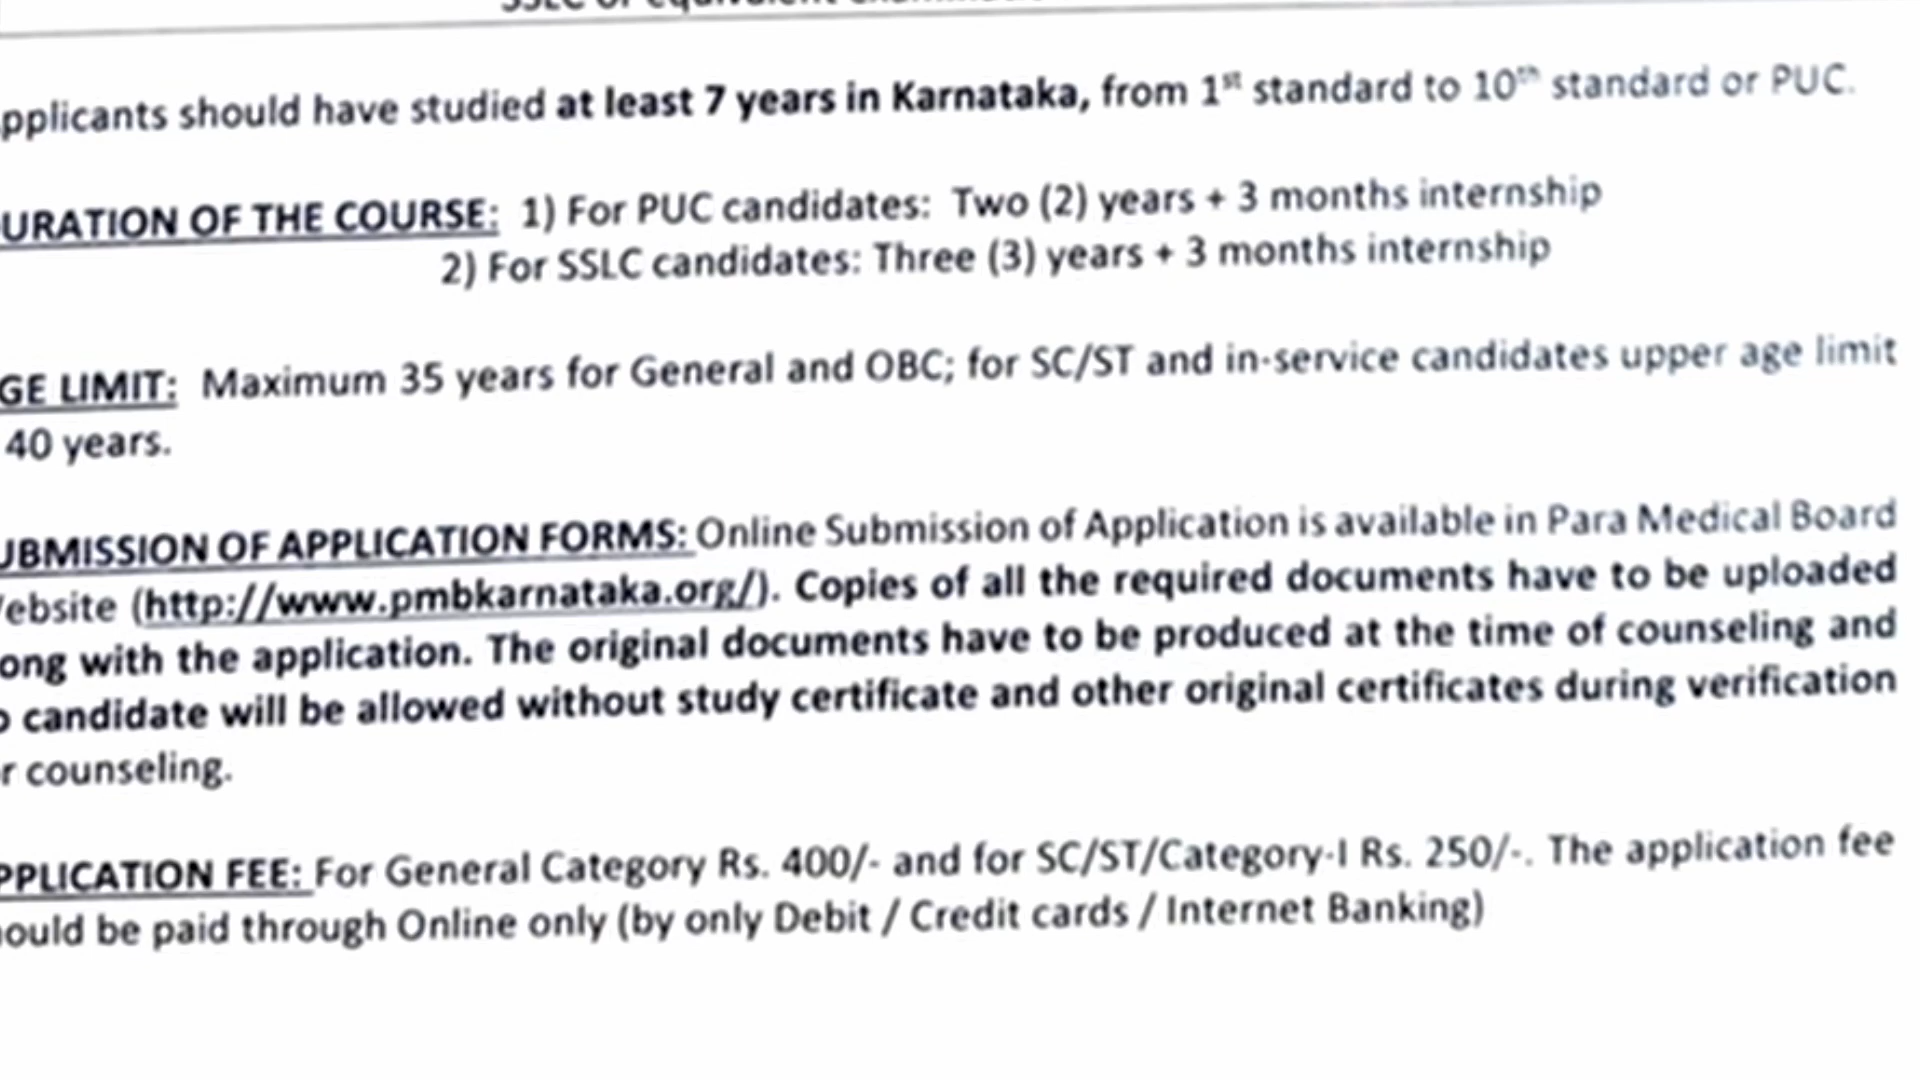 SSLC or equivalent
pplicants should have studied at least 7 years in Karnataka, from 1st standard to 10th standard or PUC.
URATION OF THE COURSE: 1) For PUC candidates: Two (2) years + 3 months internship
2) For SSLC candidates: Three (3) years + 3 months internship
GE LIMIT: Maximum 35 years for General and OBC; for SC/ST and in-service candidates upper age limit
40 years.
UBMISSION OF APPLICATION FORMS: Online Submission of Application is available in Para Medical Board
ebsite (http://www.pmbkarnataka.org/). Copies of all the required documents have to be uploaded
ong with the application. The original documents have to be produced at the time of counseling and
o candidate will be allowed without study certificate and other original certificates during verification
r counseling.
PPLICATION FEE: For General Category Rs. 400/- and for SC/ST/Category-I Rs. 250/-. The application fee
ould be paid through Online only (by only Debit / Credit cards / Internet Banking)